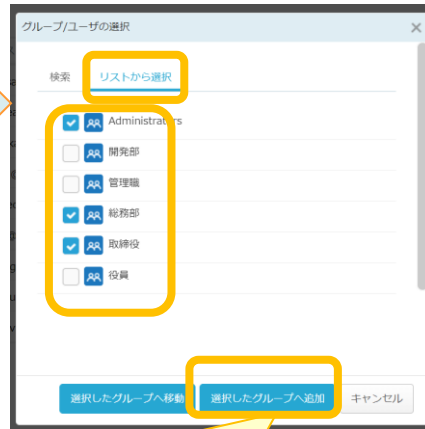 グループ/ユーザの選択 ×
検索 リストから選択
Administrators
開発部
管理職
総務部
取締役
役員
選択したグループへ移動 選択したグループへ追加 キャンセル